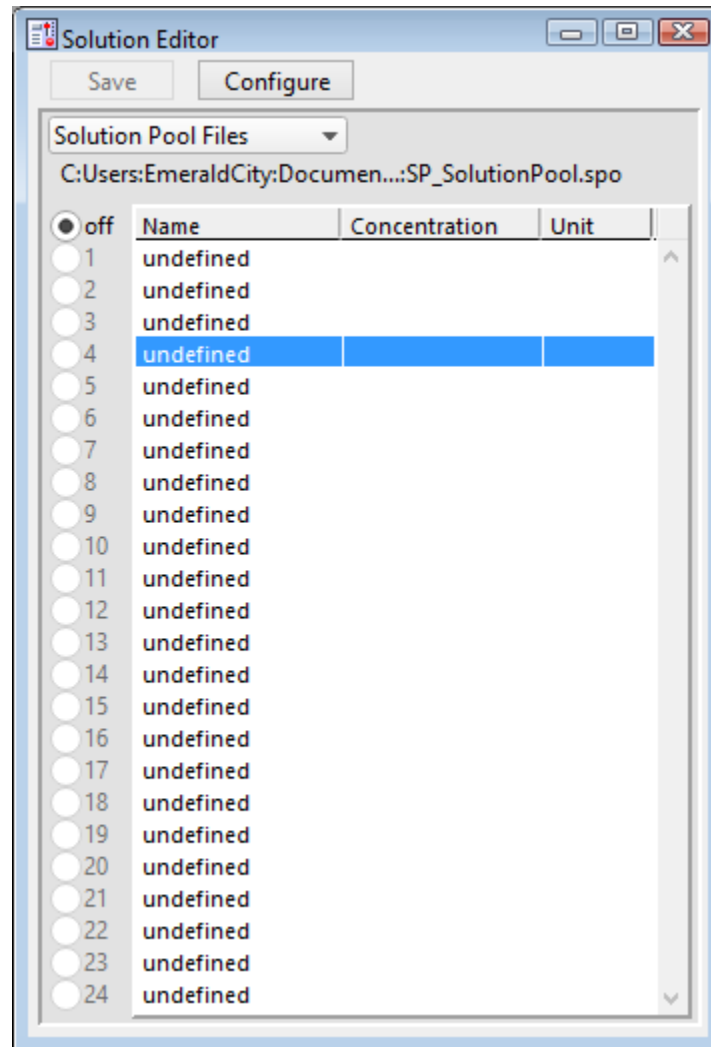 Solution Editor
Save Configure
Solution Pool Files
C:Users:EmeraldCity:Documen...:SP_SolutionPool.spo
off Name Concentration Unit
1 undefined
2 undefined
3 undefined
4 undefined
5 undefined
6 undefined
7 undefined
8 undefined
9 undefined
10 undefined
11 undefined
12 undefined
13 undefined
14 undefined
15 undefined
16 undefined
17 undefined
18 undefined
19 undefined
20 undefined
21 undefined
22 undefined
23 undefined
24 undefined